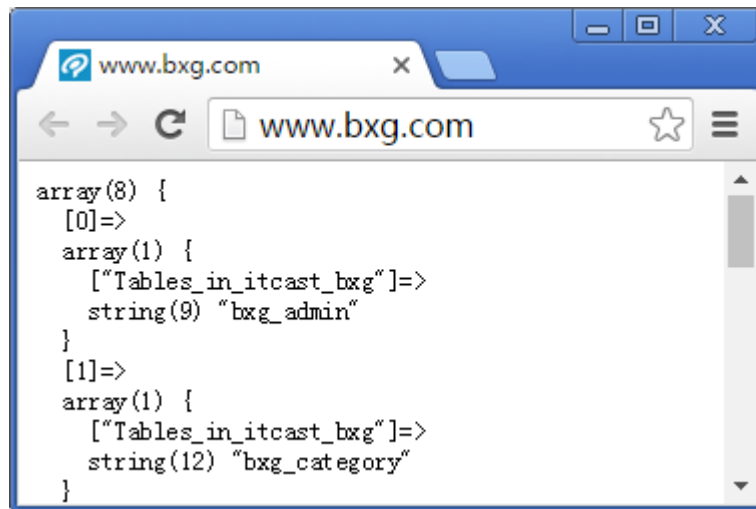 www.bxg.com
www.bxg.com
array(8) {
  [0]=>
  array(1) {
    ["Tables_in_itcast_bxg"]=>
    string(9) "bxg_admin"
  }
  [1]=>
  array(1) {
    ["Tables_in_itcast_bxg"]=>
    string(12) "bxg_category"
  }